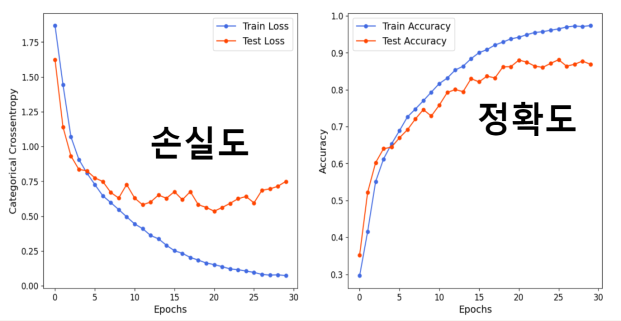 Train Loss
Test Loss
손실도
Categorical Crossentropy
1.75
1.50
1.25
1.00
0.75
0.50
0.25
0.00
0 5 10 15 20 25 30
Epochs
Train Accuracy
Test Accuracy
정확도
Accuracy
1.0
0.9
0.8
0.7
0.6
0.5
0.4
0.3
0 5 10 15 20 25 30
Epochs